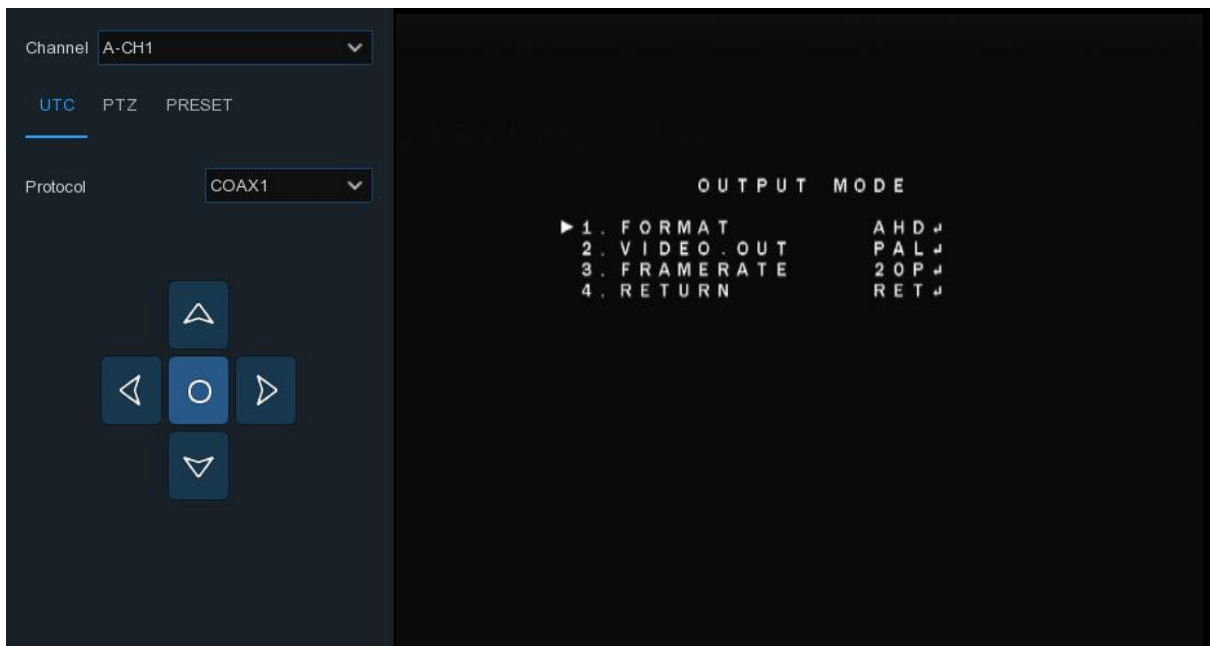 Channel A-CH1
UTC PTZ PRESET
Protocol COAX1
OUTPUT MODE
1. FORMAT AHD
2. VIDEO.OUT PAL
3. FRAMERATE 20P
4. RETURN RET